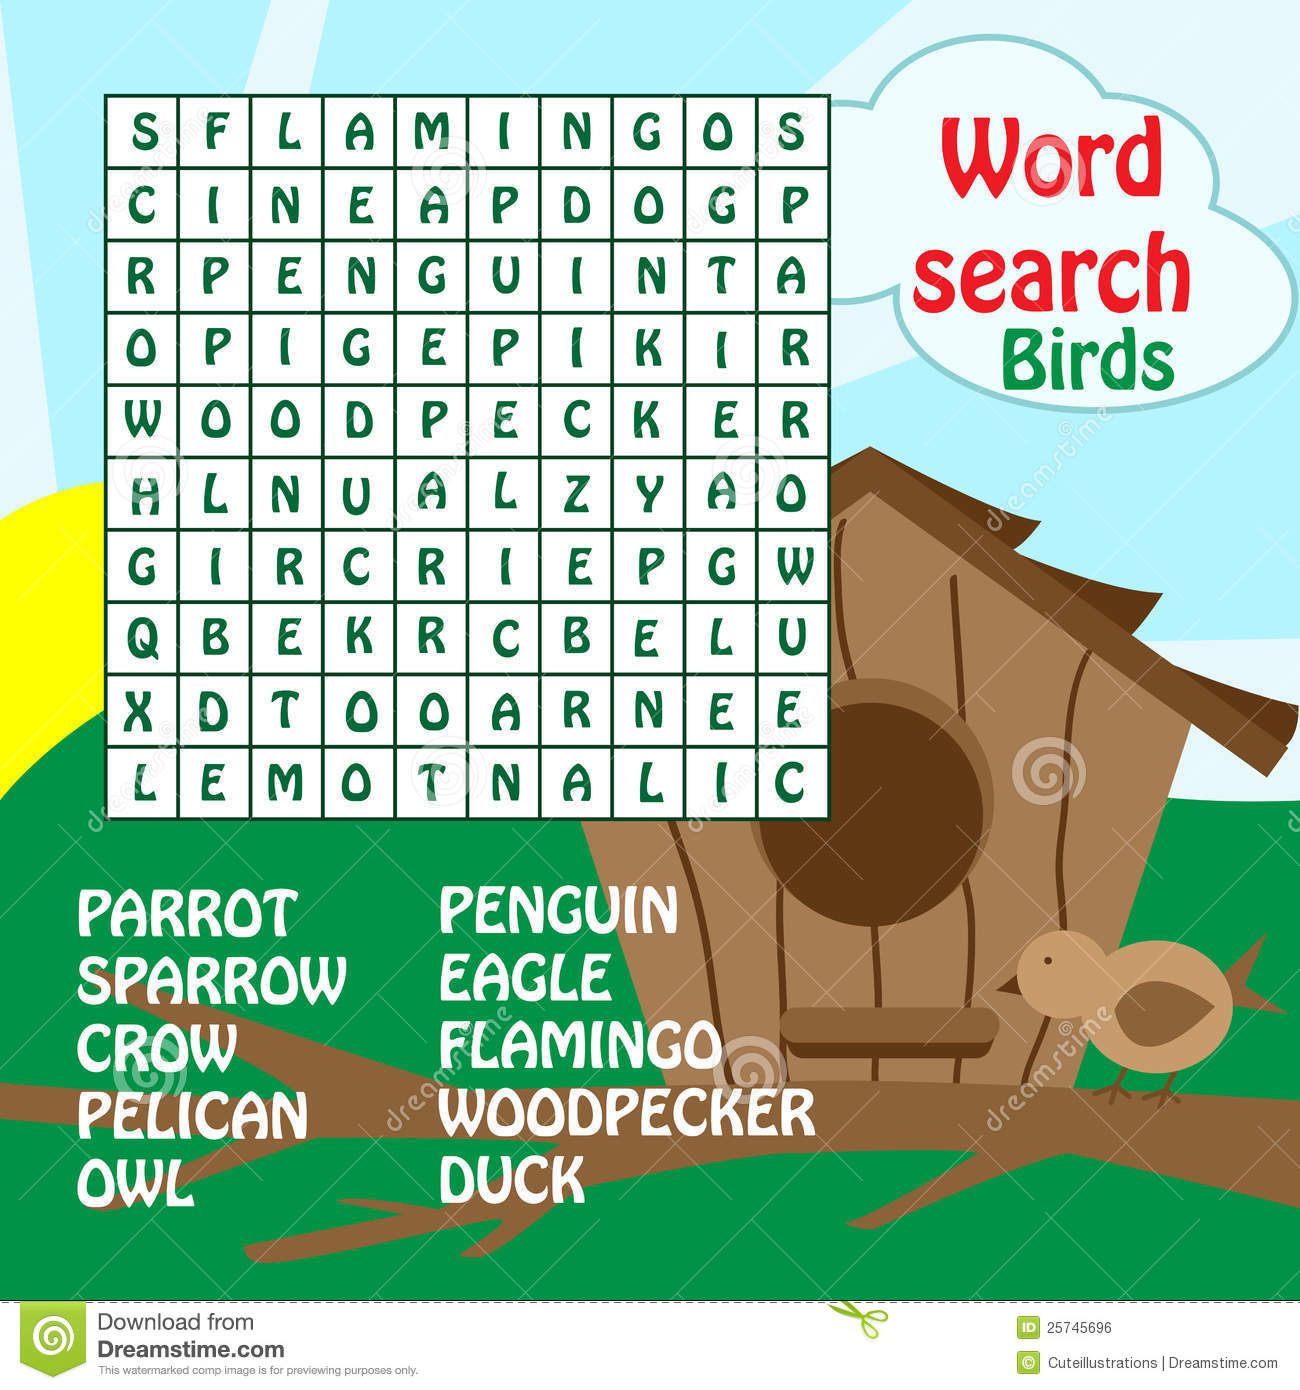 Word
search
Birds
S F L A M I N G O S
C I N E A P D O G P
R P E N G U I N T A
O P I G E P I K I R
W O O D P E C K E R
H L N U A L Z Y A O
G I R C R I E P G W
Q B E K R C B E L U
X D T O O A R N E E
L E M O T N A L I C
PARROT
SPARROW
CROW
PELICAN
OWL
PENGUIN
EAGLE
FLAMINGO
WOODPECKER
DUCK
Download from
Dreamstime.com
This watermarked comp image is for previewing purposes only.
ID 25745696
© Cuteillustrations | Dreamstime.com